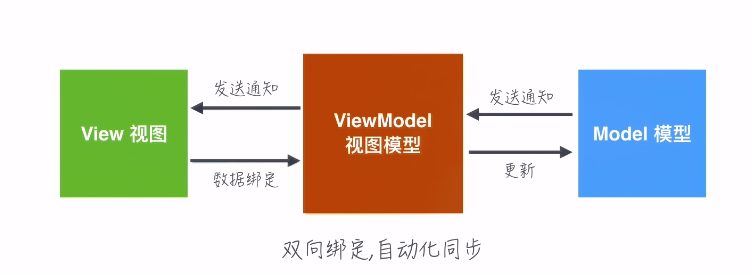 发送通知
发送通知
View 视图
ViewModel
视图模型
Model 模型
数据绑定
更新
双向绑定,自动化同步